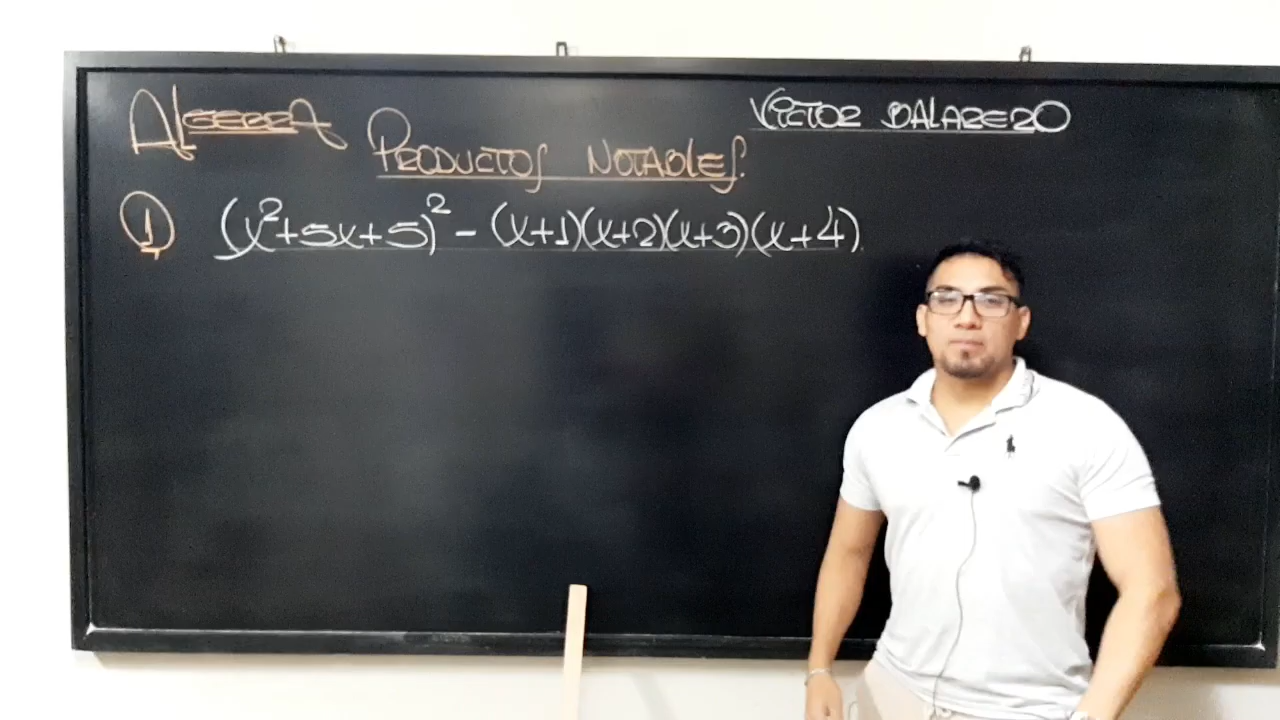 ALGEBRA
VICTOR BALAREZO
PRODUCTOS NOTABLES.
① (x²+5x+5)² - (x+1)(x+2)(x+3)(x+4).